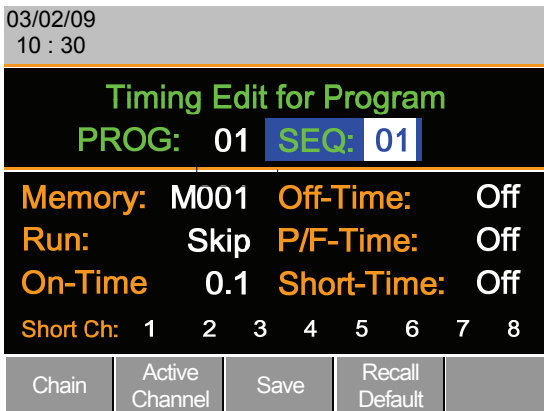 03/02/09
10 : 30
Timing Edit for Program
PROG: 01 SEQ: 01
Memory: M001 Off-Time: Off
Run: Skip P/F-Time: Off
On-Time 0.1 Short-Time: Off
Short Ch: 1 2 3 4 5 6 7 8
Chain Active Channel Save Recall Default